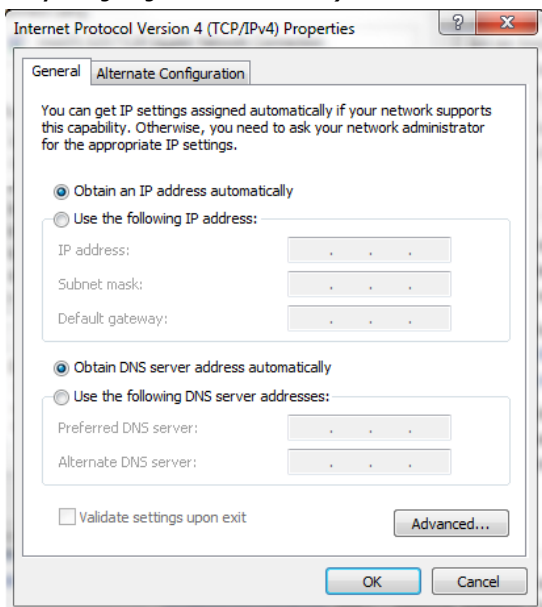 Internet Protocol Version 4 (TCP/IPv4) Properties
General
Alternate Configuration
You can get IP settings assigned automatically if your network supports
this capability. Otherwise, you need to ask your network administrator
for the appropriate IP settings.
Obtain an IP address automatically
Use the following IP address:
IP address:
Subnet mask:
Default gateway:
Obtain DNS server address automatically
Use the following DNS server addresses:
Preferred DNS server:
Alternate DNS server:
Validate settings upon exit
Advanced...
OK
Cancel